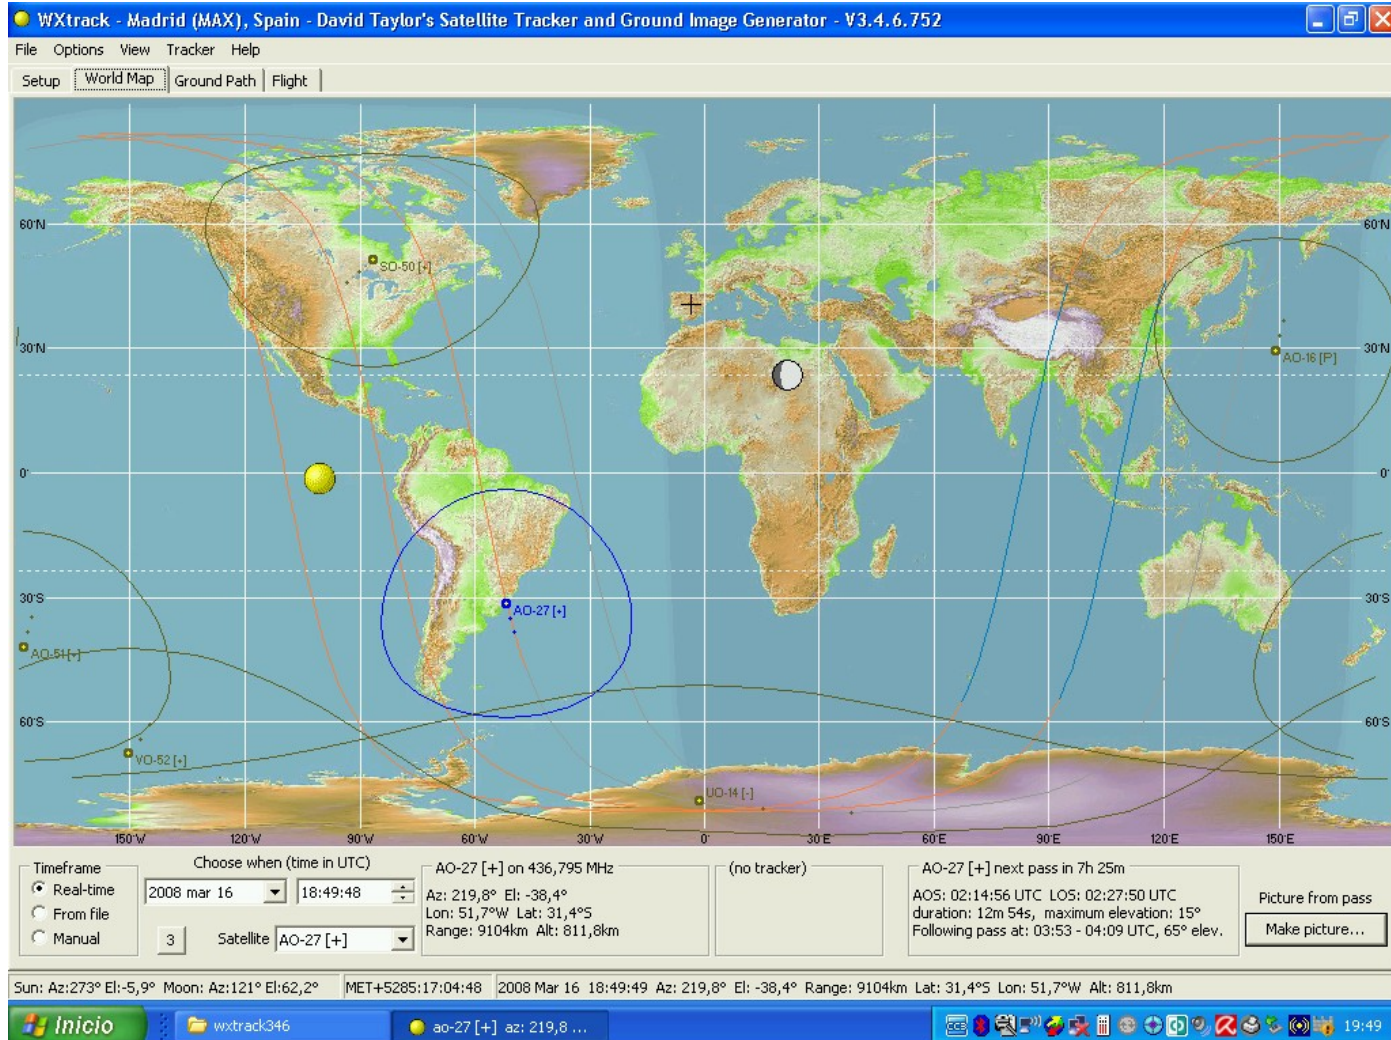 WXtrack - Madrid (MAX), Spain - David Taylor's Satellite Tracker and Ground Image Generator - V3.4.6.752
File Options View Tracker Help
Setup World Map Ground Path Flight
60°N 60°N
SO-50 [+]
30°N 30°N
AO-16 [P]
0° 0°
30°S 30°S
AO-27 [+]
AO-51[+]
60°S 60°S
VO-52 [+]
UO-14 [-]
150°W 120°W 90°W 60°W 30°W 0° 30°E 60°E 90°E 120°E 150°E
Timeframe
Real-time
From file
Manual
Choose when (time in UTC)
2008 mar 16 18:49:48
3 Satellite AO-27 [+]
AO-27 [+] on 436,795 MHz
Az: 219,8° El: -38,4°
Lon: 51,7°W Lat: 31,4°S
Range: 9104km Alt: 811,8km
(no tracker)
AO-27 [+] next pass in 7h 25m
AOS: 02:14:56 UTC LOS: 02:27:50 UTC
duration: 12m 54s, maximum elevation: 15°
Following pass at: 03:53 - 04:09 UTC, 65° elev.
Picture from pass
Make picture...
Sun: Az:273° El:-5,9° Moon: Az:121° El:62,2° MET+5285:17:04:48 2008 Mar 16 18:49:49 Az: 219,8° El: -38,4° Range: 9104km Lat: 31,4°S Lon: 51,7°W Alt: 811,8km
Inicio wxtrack346 ao-27 [+] az: 219,8 ... 19:49